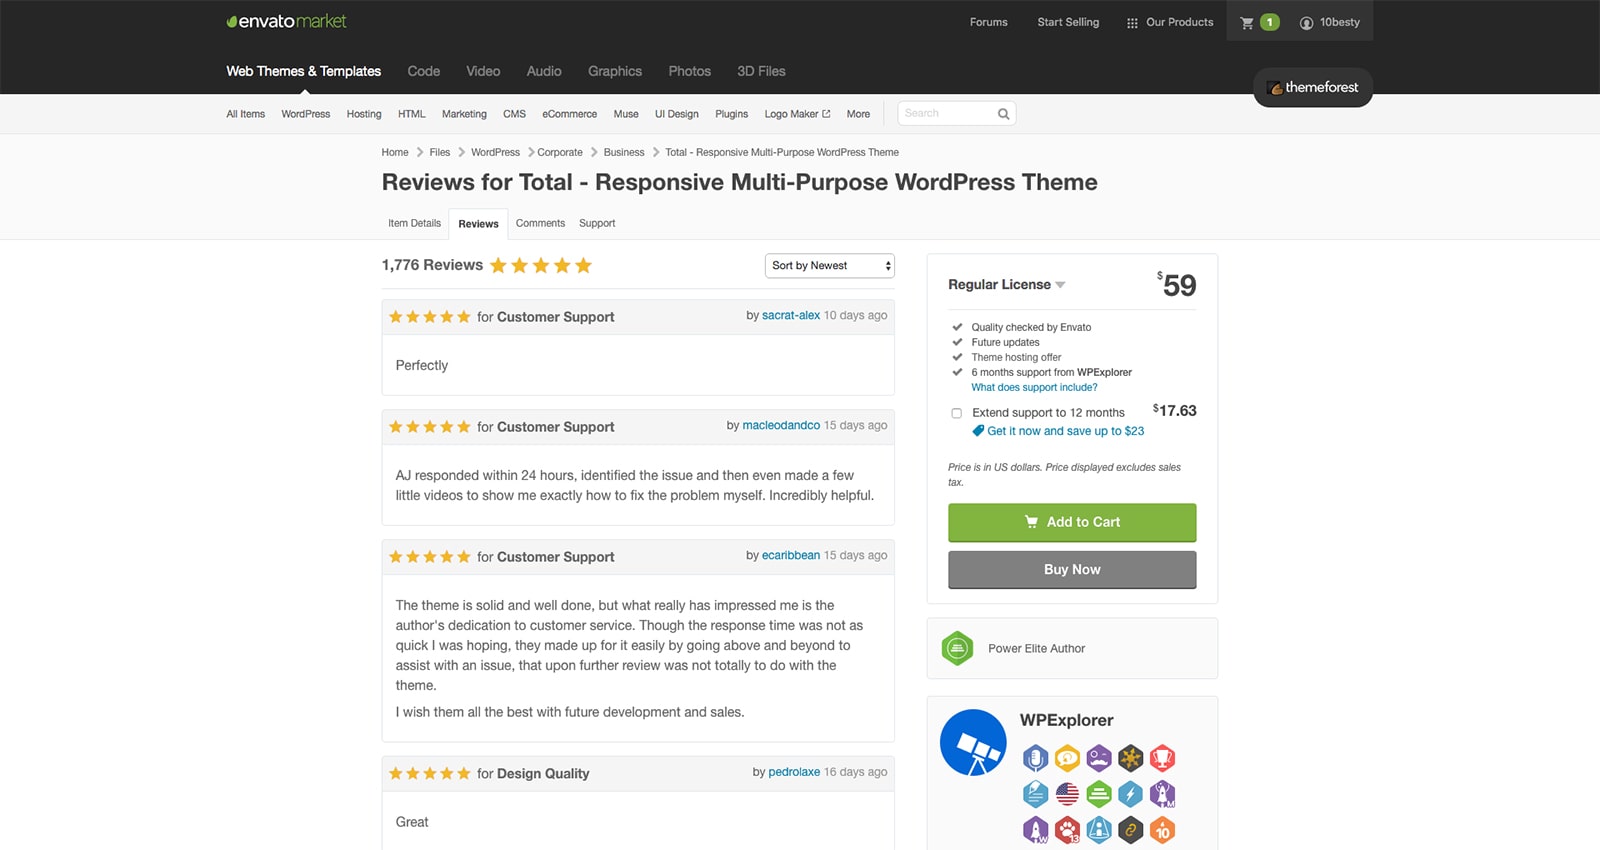 envatomarket
Forums
Start Selling
Our Products
1
10besty
Web Themes & Templates
Code
Video
Audio
Graphics
Photos
3D Files
themeforest
All Items
WordPress
Hosting
HTML
Marketing
CMS
eCommerce
Muse
UI Design
Plugins
Logo Maker
More
Search
Home
Files
WordPress
Corporate
Business
Total - Responsive Multi-Purpose WordPress Theme
Reviews for Total - Responsive Multi-Purpose WordPress Theme
Item Details
Reviews
Comments
Support
1,776 Reviews
Sort by Newest
for Customer Support
by sacrat-alex 10 days ago
Perfectly
for Customer Support
by macleodandco 15 days ago
AJ responded within 24 hours, identified the issue and then even made a few
little videos to show me exactly how to fix the problem myself. Incredibly helpful.
for Customer Support
by ecaribbean 15 days ago
The theme is solid and well done, but what really has impressed me is the
author's dedication to customer service. Though the response time was not as
quick I was hoping, they made up for it easily by going above and beyond to
assist with an issue, that upon further review was not totally to do with the
theme.
I wish them all the best with future development and sales.
for Design Quality
by pedrolaxe 16 days ago
Great
Regular License
$59
Quality checked by Envato
Future updates
Theme hosting offer
6 months support from WPExplorer
What does support include?
Extend support to 12 months
$17.63
Get it now and save up to $23
Price is in US dollars. Price displayed excludes sales
tax.
Add to Cart
Buy Now
Power Elite Author
WPExplorer
TM
TW
13
10